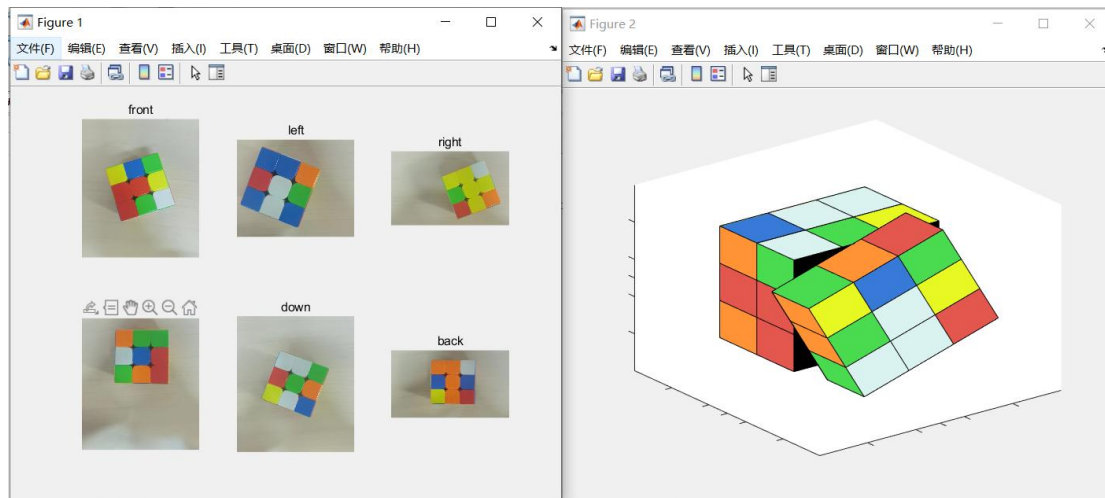 Figure 1
文件(F) 编辑(E) 查看(V) 插入(I) 工具(T) 桌面(D) 窗口(W) 帮助(H)
front
left
right
down
back
Figure 2
文件(F) 编辑(E) 查看(V) 插入(I) 工具(T) 桌面(D) 窗口(W) 帮助(H)